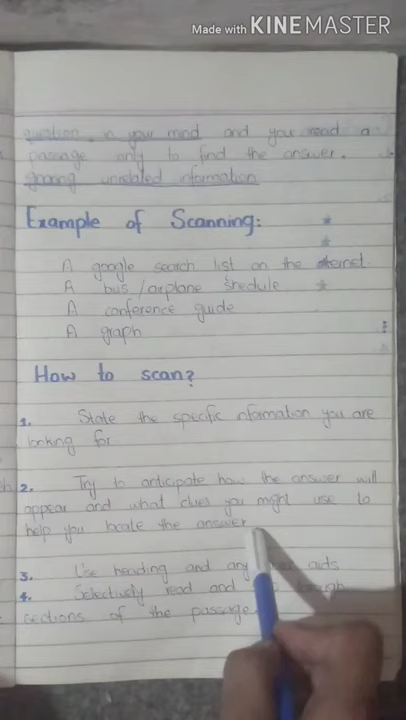 Made with KINEMASTER
question in your mind and you read a
passage only to find the answer.
unrelated information
Example of Scanning:
A google search list on the
A bus / airplane shedule
A conference guide
A graph
How to scan?
1. State the specific information you are
looking for
2. Try to anticipate how the answer will
appear and what clues you might use to
help you locate the answer
3. Use heading and any aids
4. Selectively read and through
sections of the passage